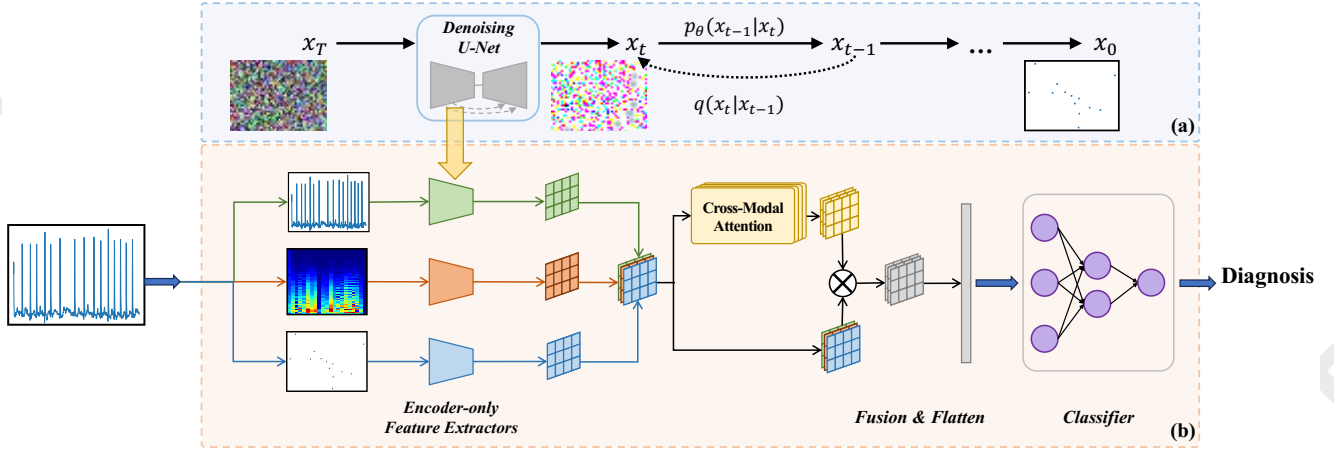 Denoising
U-Net
x_T
x_t
p_θ(x_{t−1}|x_t)
x_{t−1}
...
x_0
q(x_t|x_{t−1})
(a)
Cross-Modal
Attention
Diagnosis
Encoder-only
Feature Extractors
Fusion & Flatten
Classifier
(b)